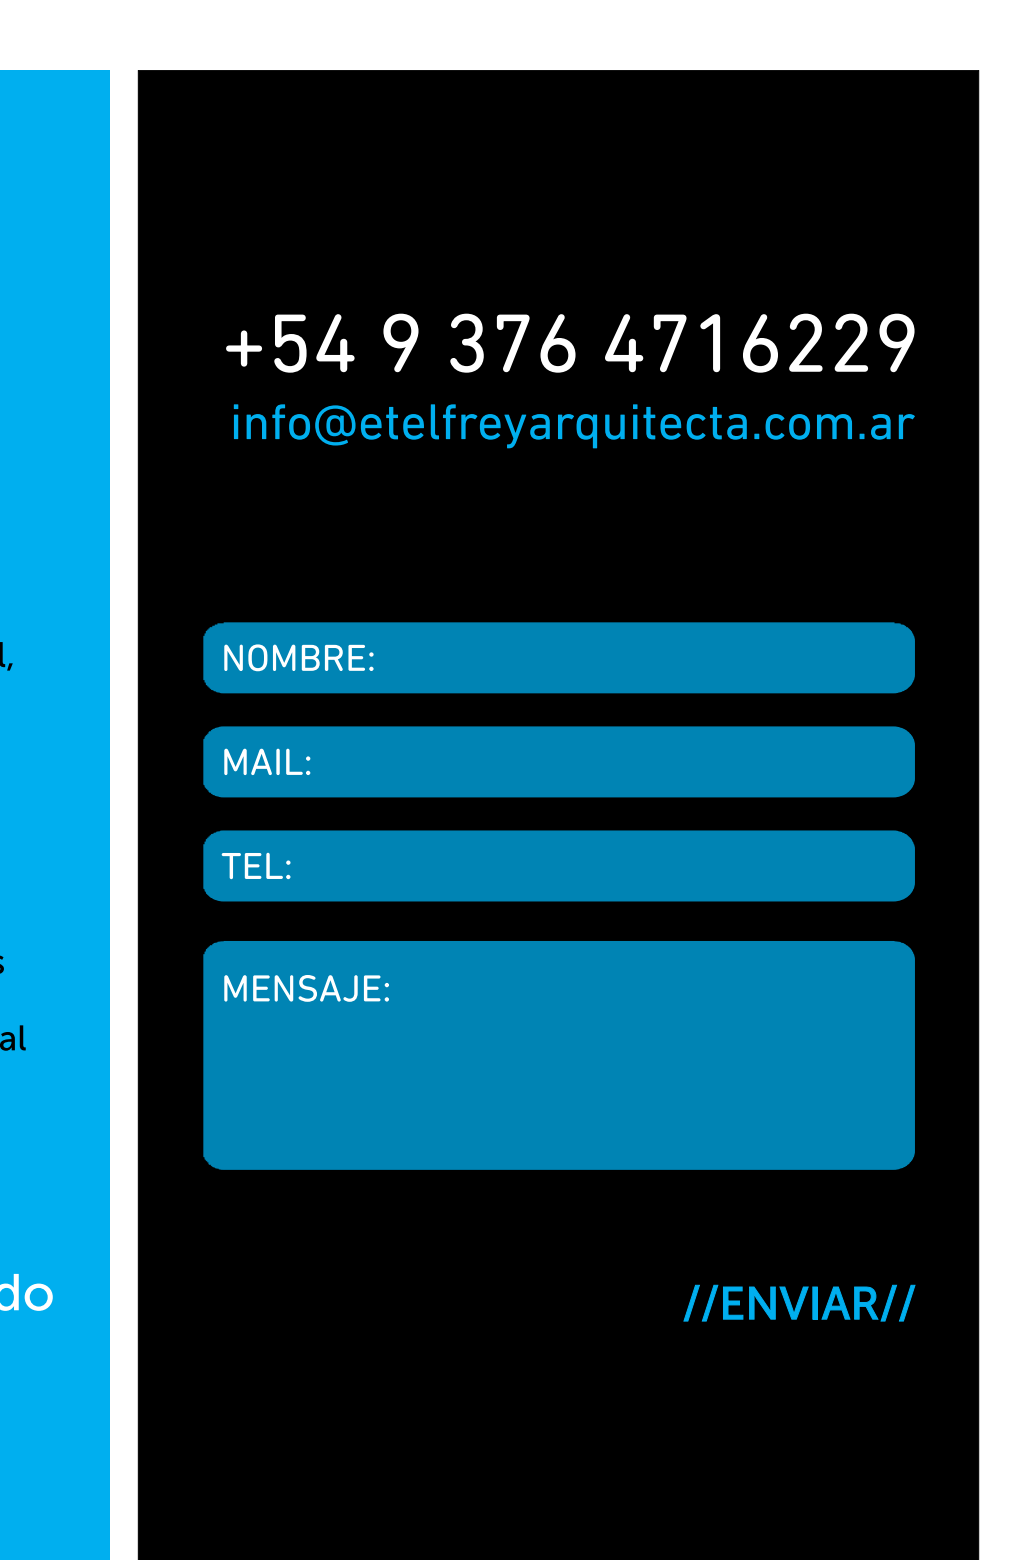 +54 9 376 4716229
info@etelfreyarquitecta.com.ar
NOMBRE:
MAIL:
TEL:
MENSAJE:
//ENVIAR//